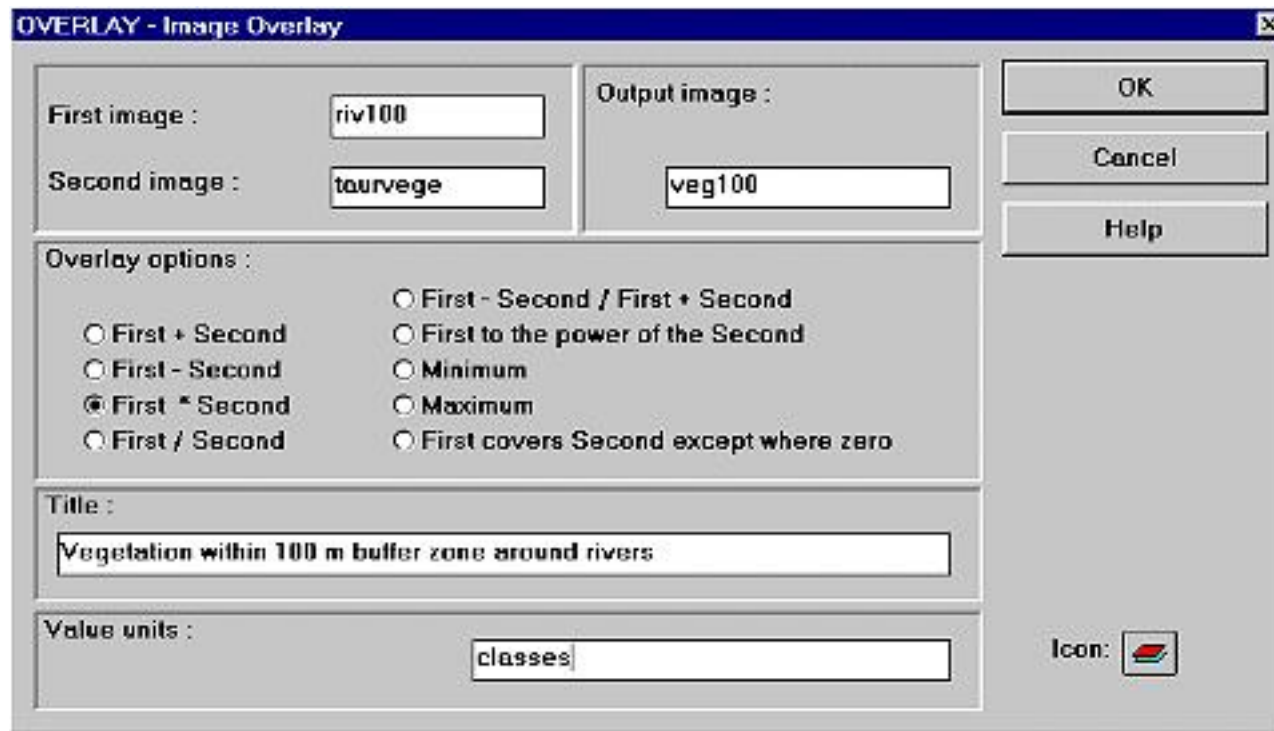 OVERLAY - Image Overlay
First image : riv100
Second image : taurvege
Output image :
veg100
OK
Cancel
Help
Overlay options :
First + Second
First - Second
First * Second
First / Second
First - Second / First + Second
First to the power of the Second
Minimum
Maximum
First covers Second except where zero
Title :
Vegetation within 100 m buffer zone around rivers
Value units :
classes
Icon: